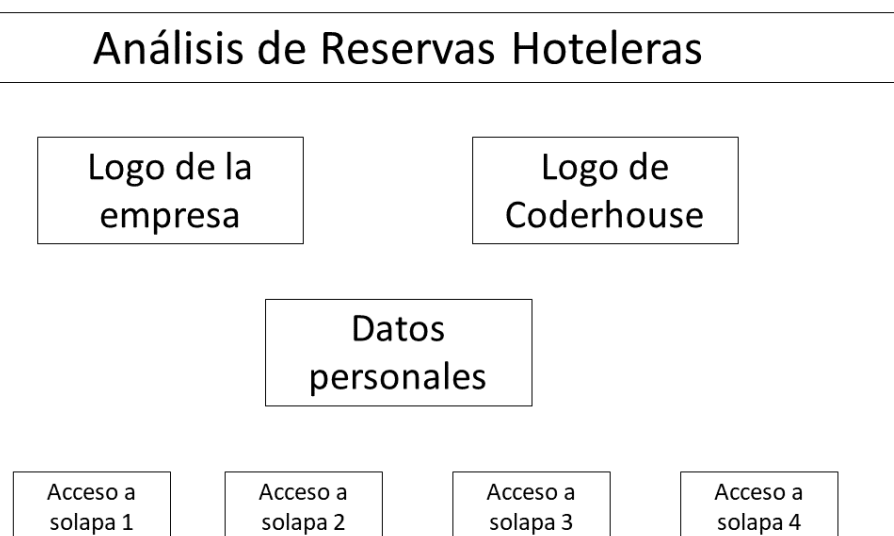 Análisis de Reservas Hoteleras
Logo de la
empresa
Logo de
Coderhouse
Datos
personales
Acceso a
solapa 1
Acceso a
solapa 2
Acceso a
solapa 3
Acceso a
solapa 4